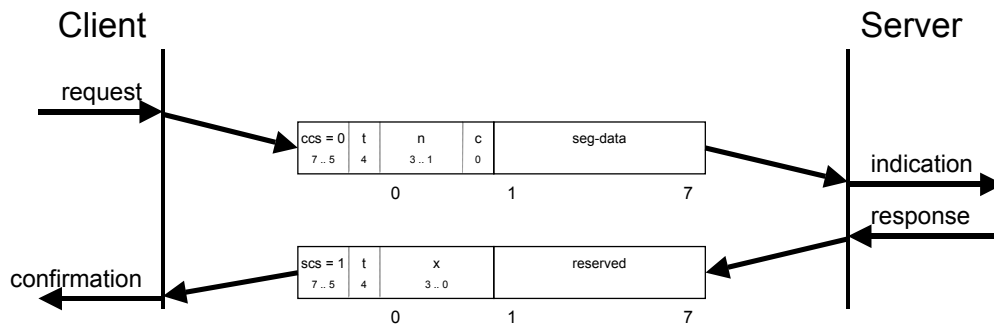 Client Server
request
ccs = 0 t n c seg-data
7 .. 5 4 3 .. 1 0
indication
0 1 7
response
scs = 1 t x reserved
confirmation
7 .. 5 4 3 .. 0
0 1 7